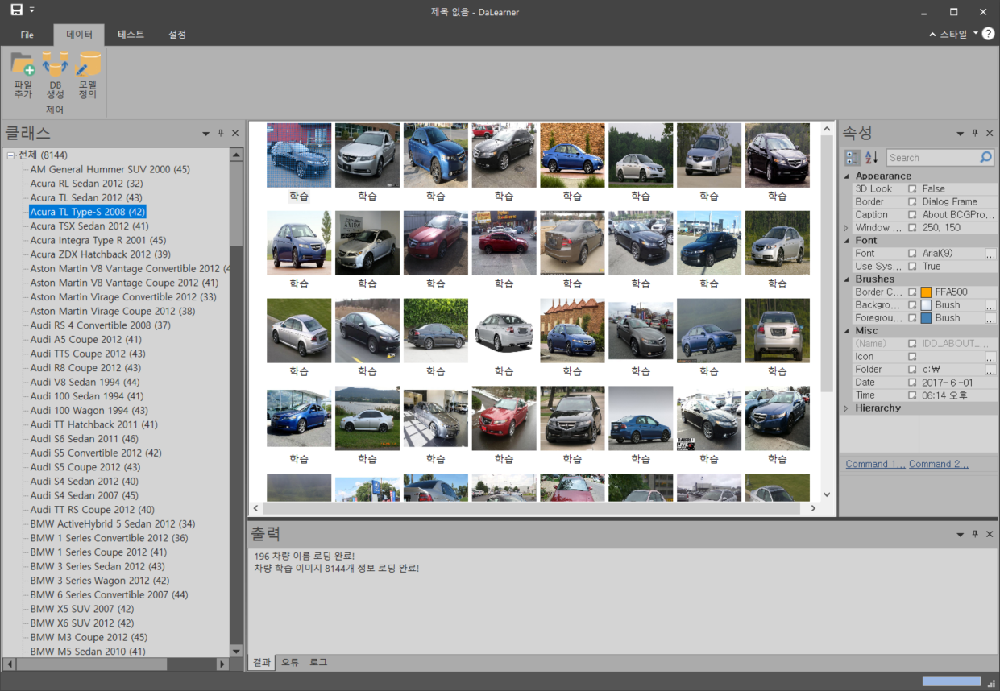 제목 없음 - DaLearner
File 데이터 테스트 설정 스타일 ?
파일 추가
DB 생성
모델 정의
제어
클래스
전체 (8144)
AM General Hummer SUV 2000 (45)
Acura RL Sedan 2012 (32)
Acura TL Sedan 2012 (43)
Acura TL Type-S 2008 (42)
Acura TSX Sedan 2012 (41)
Acura Integra Type R 2001 (45)
Acura ZDX Hatchback 2012 (39)
Aston Martin V8 Vantage Convertible 2012 (4
Aston Martin V8 Vantage Coupe 2012 (41)
Aston Martin Virage Convertible 2012 (33)
Aston Martin Virage Coupe 2012 (38)
Audi RS 4 Convertible 2008 (37)
Audi A5 Coupe 2012 (41)
Audi TTS Coupe 2012 (43)
Audi R8 Coupe 2012 (43)
Audi V8 Sedan 1994 (44)
Audi 100 Sedan 1994 (41)
Audi 100 Wagon 1994 (43)
Audi TT Hatchback 2011 (41)
Audi S6 Sedan 2011 (46)
Audi S5 Convertible 2012 (42)
Audi S5 Coupe 2012 (43)
Audi S4 Sedan 2012 (40)
Audi S4 Sedan 2007 (45)
Audi TT RS Coupe 2012 (40)
BMW ActiveHybrid 5 Sedan 2012 (34)
BMW 1 Series Convertible 2012 (36)
BMW 1 Series Coupe 2012 (41)
BMW 3 Series Sedan 2012 (43)
BMW 3 Series Wagon 2012 (42)
BMW 6 Series Convertible 2007 (44)
BMW X5 SUV 2007 (42)
BMW X6 SUV 2012 (42)
BMW M3 Coupe 2012 (45)
BMW M5 Sedan 2010 (41)
학습 학습 학습 학습 학습 학습 학습 학습
학습 학습 학습 학습 학습 학습 학습 학습
학습 학습 학습 학습 학습 학습 학습 학습
학습 학습 학습 학습 학습 학습 학습 학습
속성
Search
Appearance
3D Look False
Border Dialog Frame
Caption About BCGPro...
Window ... 250, 150
Font
Font Arial(9) ...
Use Sys... True
Brushes
Border C... FFA500
Backgro... Brush ...
Foregrou... Brush ...
Misc
(Name) IDD_ABOUT_...
Icon ...
Folder c:₩ ...
Date 2017- 6 -01
Time 06:14 오후
Hierarchy
Command 1... Command 2...
출력
196 차량 이름 로딩 완료!
차량 학습 이미지 8144개 정보 로딩 완료!
결과 오류 로그